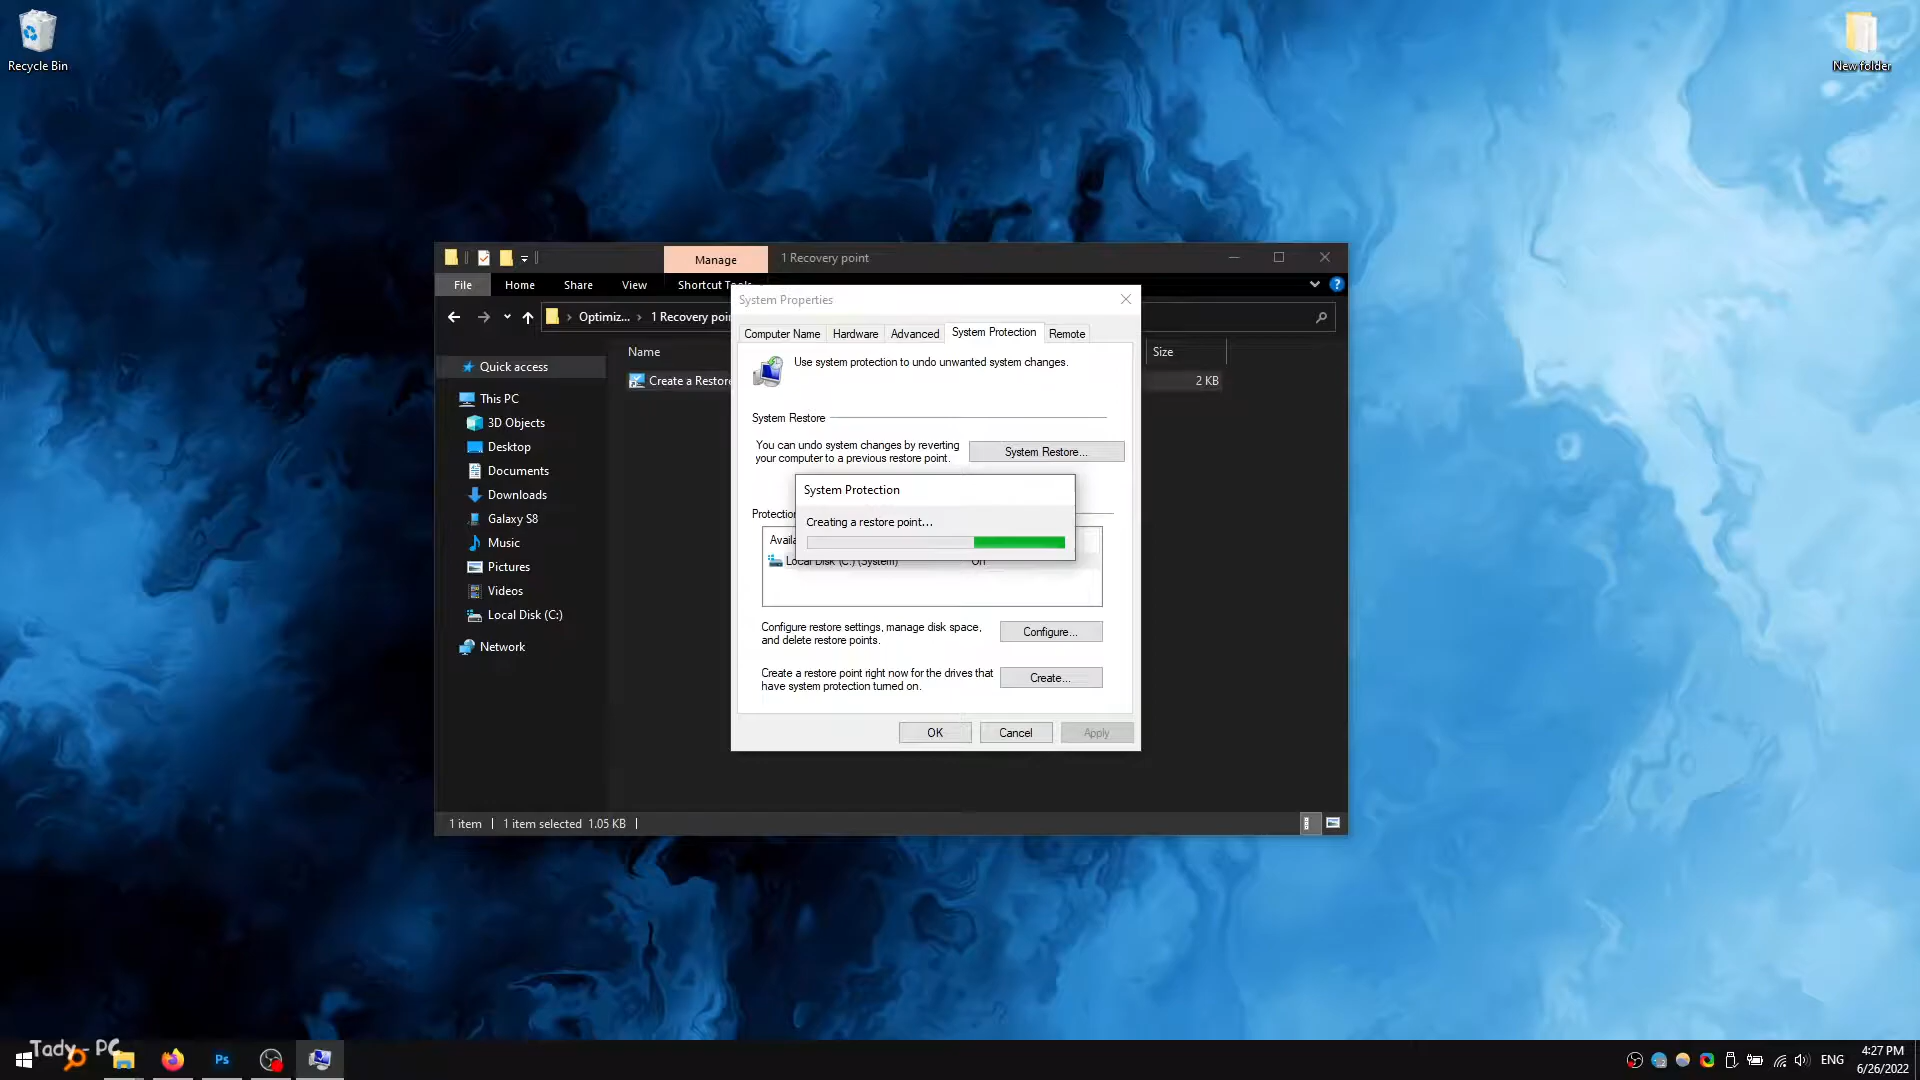 Recycle Bin
New folder
Manage
1 Recovery point
File
Home
Share
View
Shortcut Tools
Optimiz...
1 Recovery poin
Name
Size
Create a Restore
2 KB
Quick access
This PC
3D Objects
Desktop
Documents
Downloads
Galaxy S8
Music
Pictures
Videos
Local Disk (C:)
Network
1 item
1 item selected 1.05 KB
System Properties
Computer Name
Hardware
Advanced
System Protection
Remote
Use system protection to undo unwanted system changes.
System Restore
You can undo system changes by reverting
your computer to a previous restore point.
System Restore...
Protection
System Protection
Creating a restore point...
Availa
Local Disk (C:) (System)
On
Configure restore settings, manage disk space,
and delete restore points.
Configure...
Create a restore point right now for the drives that
have system protection turned on.
Create...
OK
Cancel
Apply
Tady - PC
Ps
ENG
4:27 PM
6/26/2022